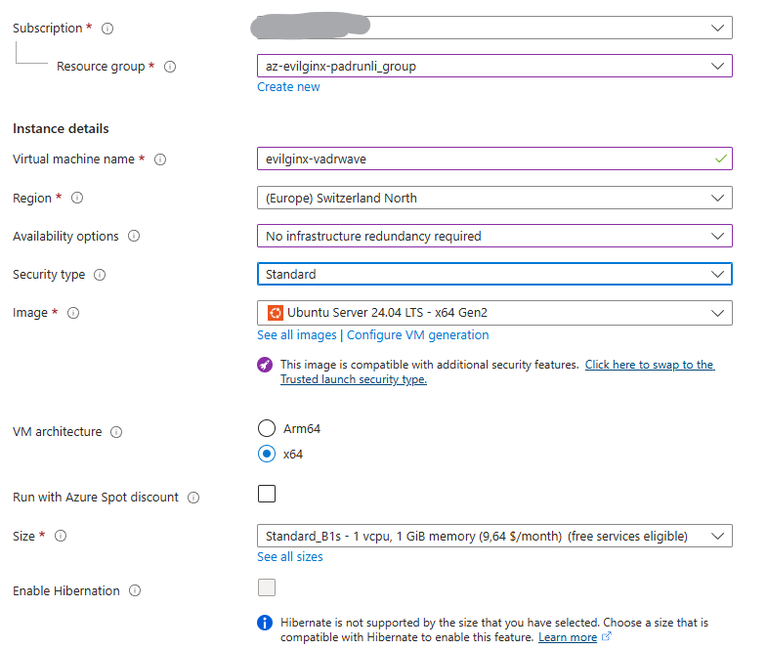 Subscription *
Resource group *
az-evilginx-padrunli_group
Create new
Instance details
Virtual machine name *
evilginx-vadrwave
Region *
(Europe) Switzerland North
Availability options
No infrastructure redundancy required
Security type
Standard
Image *
Ubuntu Server 24.04 LTS - x64 Gen2
See all images | Configure VM generation
This image is compatible with additional security features. Click here to swap to the
Trusted launch security type.
VM architecture
Arm64
x64
Run with Azure Spot discount
Size *
Standard_B1s - 1 vcpu, 1 GiB memory (9,64 $/month) (free services eligible)
See all sizes
Enable Hibernation
Hibernate is not supported by the size that you have selected. Choose a size that is
compatible with Hibernate to enable this feature. Learn more